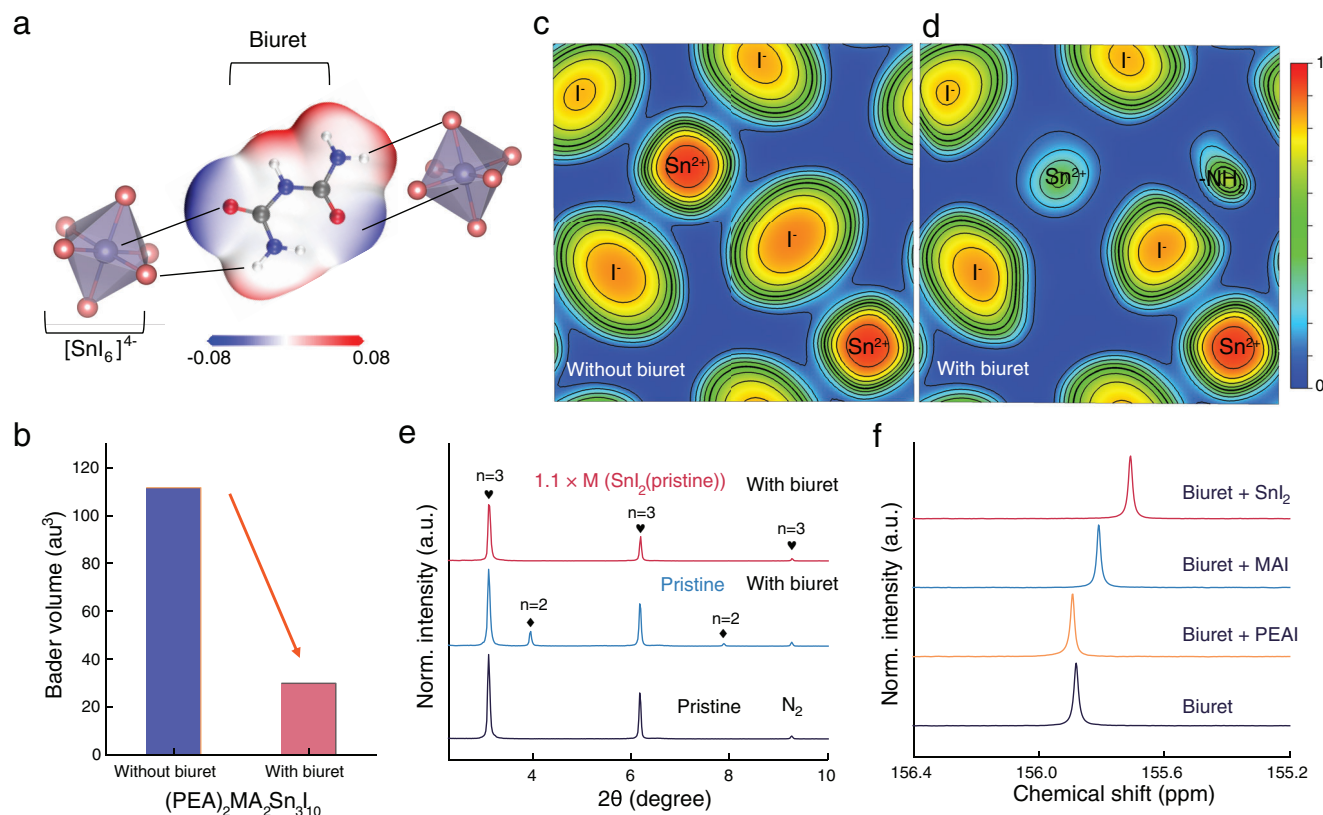 a
Biuret
[SnI6]4-
-0.08
0.08
b
Bader volume (au3)
120
100
80
60
40
20
0
Without biuret
With biuret
(PEA)2MA2Sn3I10
c
I-
I-
Sn2+
I-
I-
Sn2+
Without biuret
d
I-
I-
Sn2+
-NH2
I-
I-
Sn2+
With biuret
1
0
e
Norm. intensity (a.u.)
n=3
1.1 × M (SnI2(pristine))
With biuret
n=3
n=3
Pristine
With biuret
n=2
n=2
Pristine
N2
4
6
8
10
2θ (degree)
f
Norm. intensity (a.u.)
Biuret + SnI2
Biuret + MAI
Biuret + PEAI
Biuret
156.4
156.0
155.6
155.2
Chemical shift (ppm)